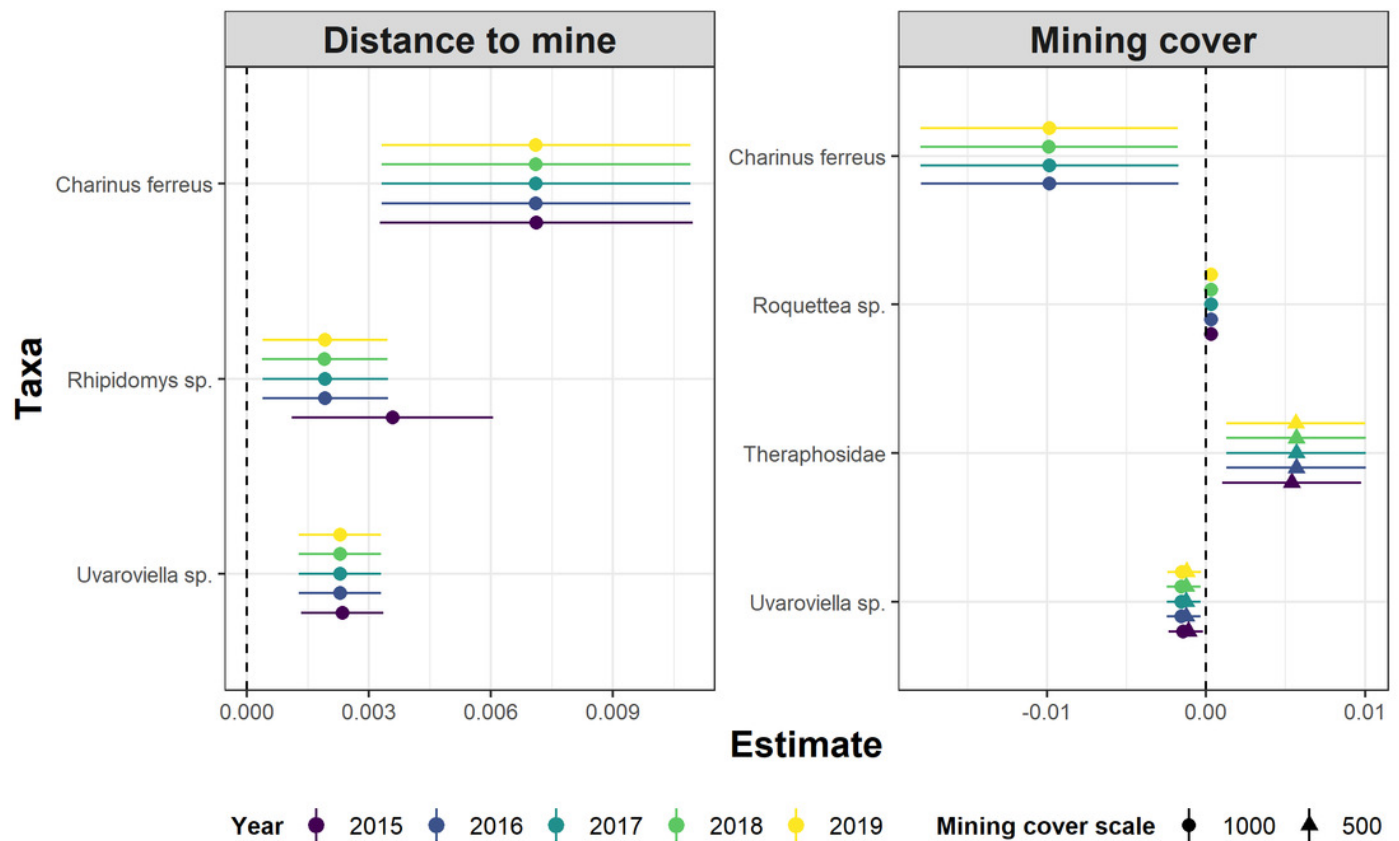 Distance to mine
Mining cover
Taxa
Charinus ferreus
Rhipidomys sp.
Uvaroviella sp.
0.000 0.003 0.006 0.009
Charinus ferreus
Roquettea sp.
Theraphosidae
Uvaroviella sp.
-0.01 0.00 0.01
Estimate
Year 2015 2016 2017 2018 2019 Mining cover scale 1000 500